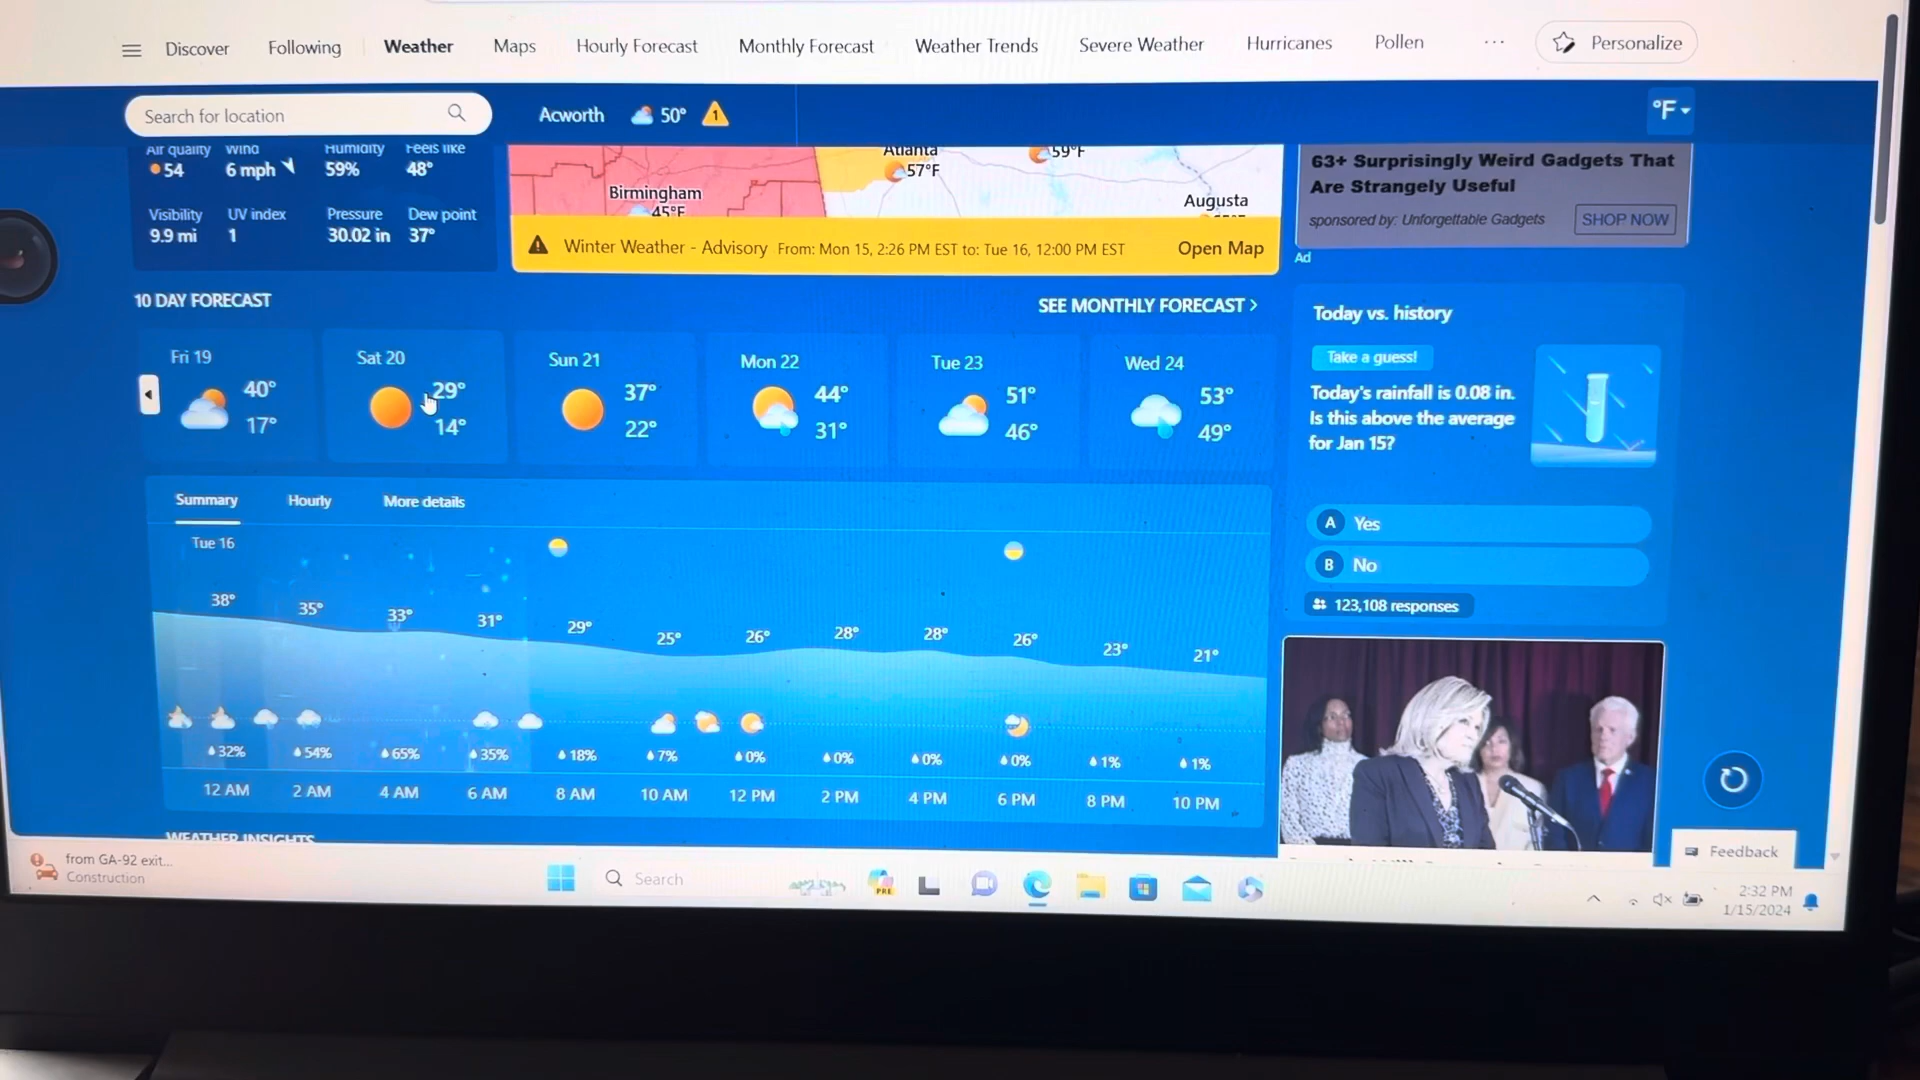 Discover Following Weather Maps Hourly Forecast Monthly Forecast Weather Trends Severe Weather Hurricanes Pollen ... Personalize
Search for location
Acworth 50° 1
°F
Air quality Wind Humidity Feels like
54 6 mph 59% 48°
Visibility UV index Pressure Dew point
9.9 mi 1 30.02 in 37°
Atlanta
57°F
59°F
Birmingham
45°F
Augusta
Winter Weather - Advisory From: Mon 15, 2:26 PM EST to: Tue 16, 12:00 PM EST Open Map
63+ Surprisingly Weird Gadgets That
Are Strangely Useful
sponsored by: Unforgettable Gadgets SHOP NOW
Ad
10 DAY FORECAST
SEE MONTHLY FORECAST >
Fri 19 Sat 20 Sun 21 Mon 22 Tue 23 Wed 24
40° 29° 37° 44° 51° 53°
17° 14° 22° 31° 46° 49°
Today vs. history
Take a guess!
Today's rainfall is 0.08 in.
Is this above the average
for Jan 15?
A Yes
B No
123,108 responses
Summary Hourly More details
Tue 16
38° 35° 33° 31° 29° 25° 26° 28° 28° 26° 23° 21°
32% 54% 65% 35% 18% 7% 0% 0% 0% 0% 1% 1%
12 AM 2 AM 4 AM 6 AM 8 AM 10 AM 12 PM 2 PM 4 PM 6 PM 8 PM 10 PM
WEATHER INSIGHTS
Feedback
from GA-92 exit...
Construction
Search
PRE
2:32 PM
1/15/2024